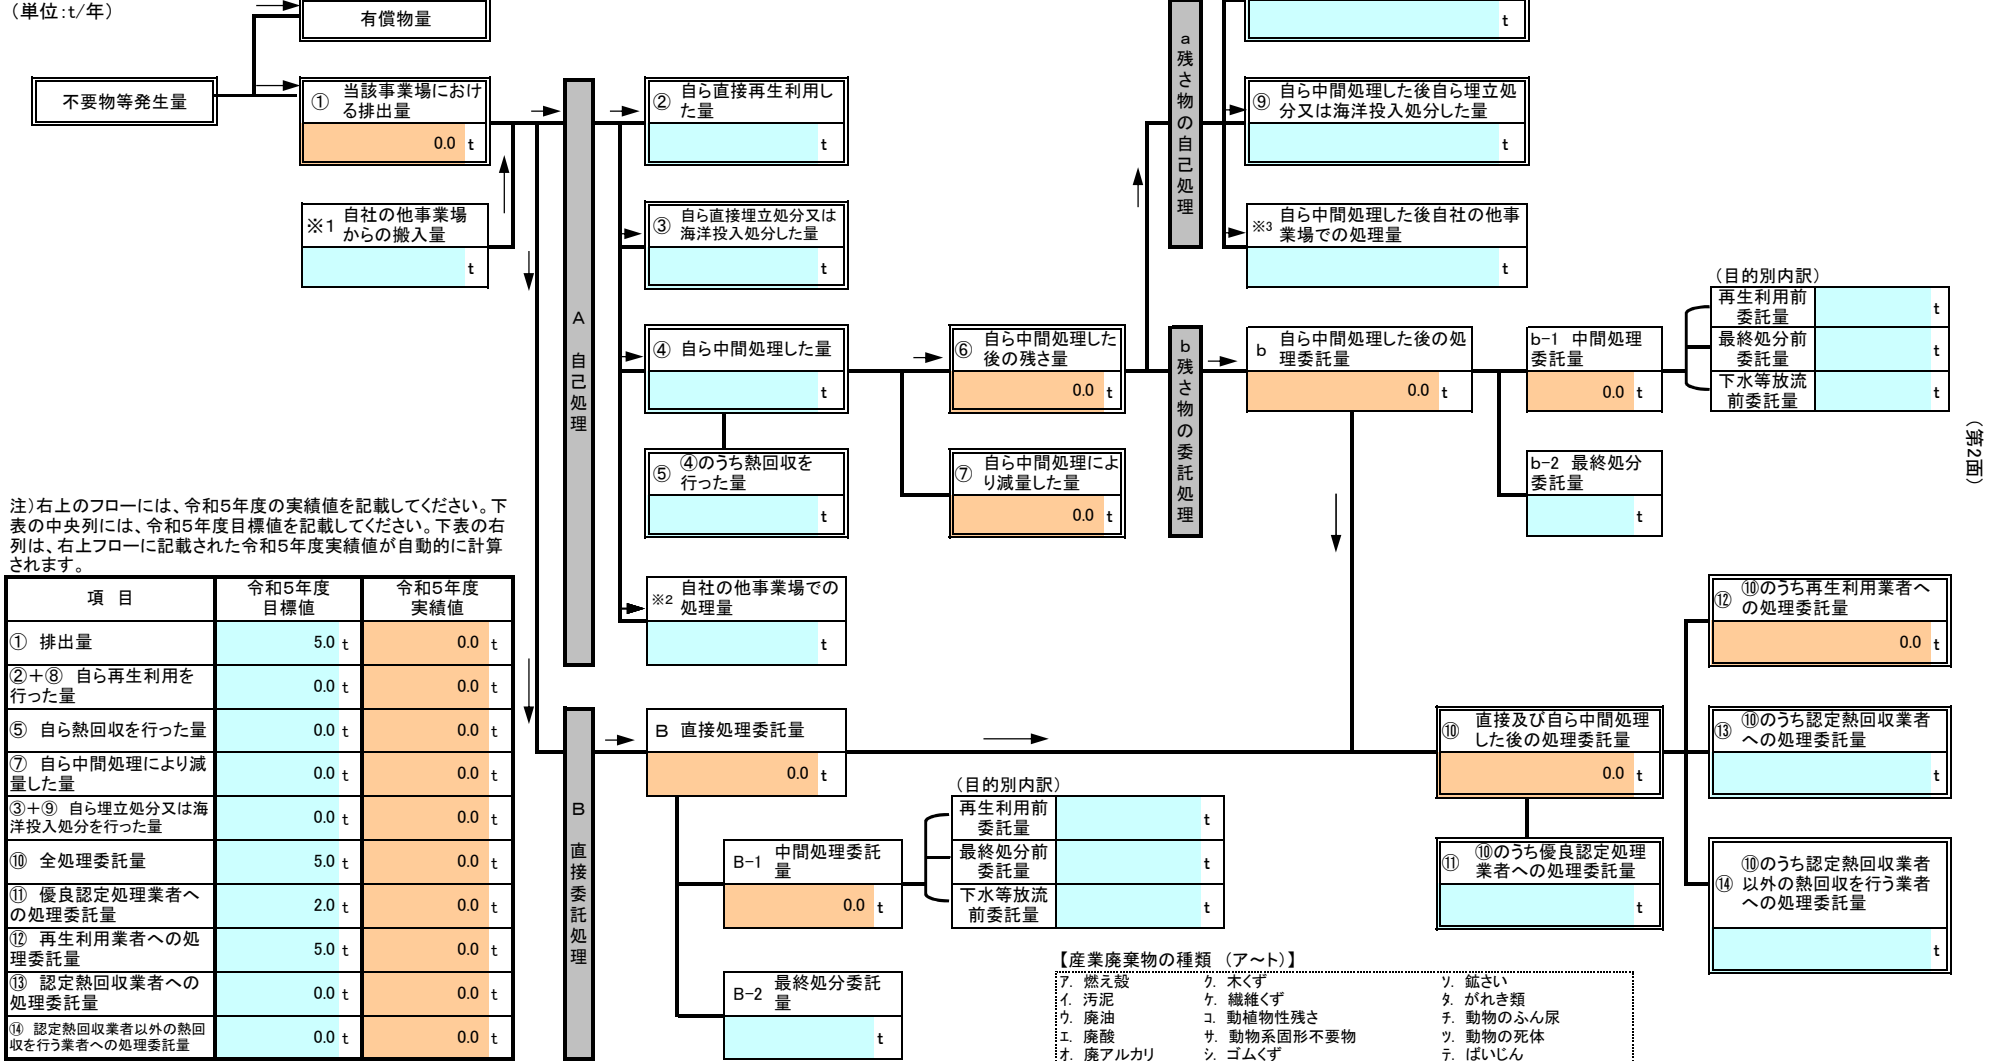 （単位：t/年）
有償物量
不要物等発生量
① 当該事業場におけ
る排出量
0.0 t
※1 自社の他事業場
からの搬入量
t
A 自己処理
② 自ら直接再生利用し
た量
t
③ 自ら直接埋立処分又は
海洋投入処分した量
t
④ 自ら中間処理した量
t
⑤ ④のうち熱回収を
行った量
t
※2 自社の他事業場での
処理量
t
⑥ 自ら中間処理した
後の残さ量
0.0 t
⑦ 自ら中間処理によ
り減量した量
0.0 t
a 残さ物の自己処理
t
⑨ 自ら中間処理した後自ら埋立処
分又は海洋投入処分した量
t
※3 自ら中間処理した後自社の他事
業場での処理量
t
b 残さ物の委託処理
b 自ら中間処理した後の処
理委託量
0.0 t
b-1 中間処理
委託量
0.0 t
b-2 最終処分
委託量
t
（目的別内訳）
再生利用前
委託量
t
最終処分前
委託量
t
下水等放流
前委託量
t
（第2面）
注）右上のフローには、令和5年度の実績値を記載してください。下
表の中央列には、令和5年度目標値を記載してください。下表の右
列は、右上フローに記載された令和5年度実績値が自動的に計算
されます。
項 目 令和5年度 目標値 令和5年度 実績値
① 排出量 5.0 t 0.0 t
②＋⑧ 自ら再生利用を
行った量 0.0 t 0.0 t
⑤ 自ら熱回収を行った量 0.0 t 0.0 t
⑦ 自ら中間処理により減
量した量 0.0 t 0.0 t
③＋⑨ 自ら埋立処分又は海
洋投入処分を行った量 0.0 t 0.0 t
⑩ 全処理委託量 5.0 t 0.0 t
⑪ 優良認定処理業者へ
の処理委託量 2.0 t 0.0 t
⑫ 再生利用業者への処
理委託量 5.0 t 0.0 t
⑬ 認定熱回収業者への
処理委託量 0.0 t 0.0 t
⑭ 認定熱回収業者以外の熱回
収を行う業者への処理委託量 0.0 t 0.0 t
B 直接委託処理
B 直接処理委託量
0.0 t
B-1 中間処理委託
量
0.0 t
B-2 最終処分委託
量
t
（目的別内訳）
再生利用前
委託量
t
最終処分前
委託量
t
下水等放流
前委託量
t
⑩ 直接及び自ら中間処理
した後の処理委託量
0.0 t
⑪ ⑩のうち優良認定処理
業者への処理委託量
t
⑫ ⑩のうち再生利用業者へ
の処理委託量
0.0 t
⑬ ⑩のうち認定熱回収業者
への処理委託量
t
⑭ ⑩のうち認定熱回収業者
以外の熱回収を行う業者
への処理委託量
t
【産業廃棄物の種類 （ア～ト）】
ア. 燃え殻 ク. 木くず ソ. 鉱さい
イ. 汚泥 ケ. 繊維くず タ. がれき類
ウ. 廃油 コ. 動植物性残さ チ. 動物のふん尿
エ. 廃酸 サ. 動物系固形不要物 ツ. 動物の死体
オ. 廃アルカリ シ. ゴムくず テ. ばいじん